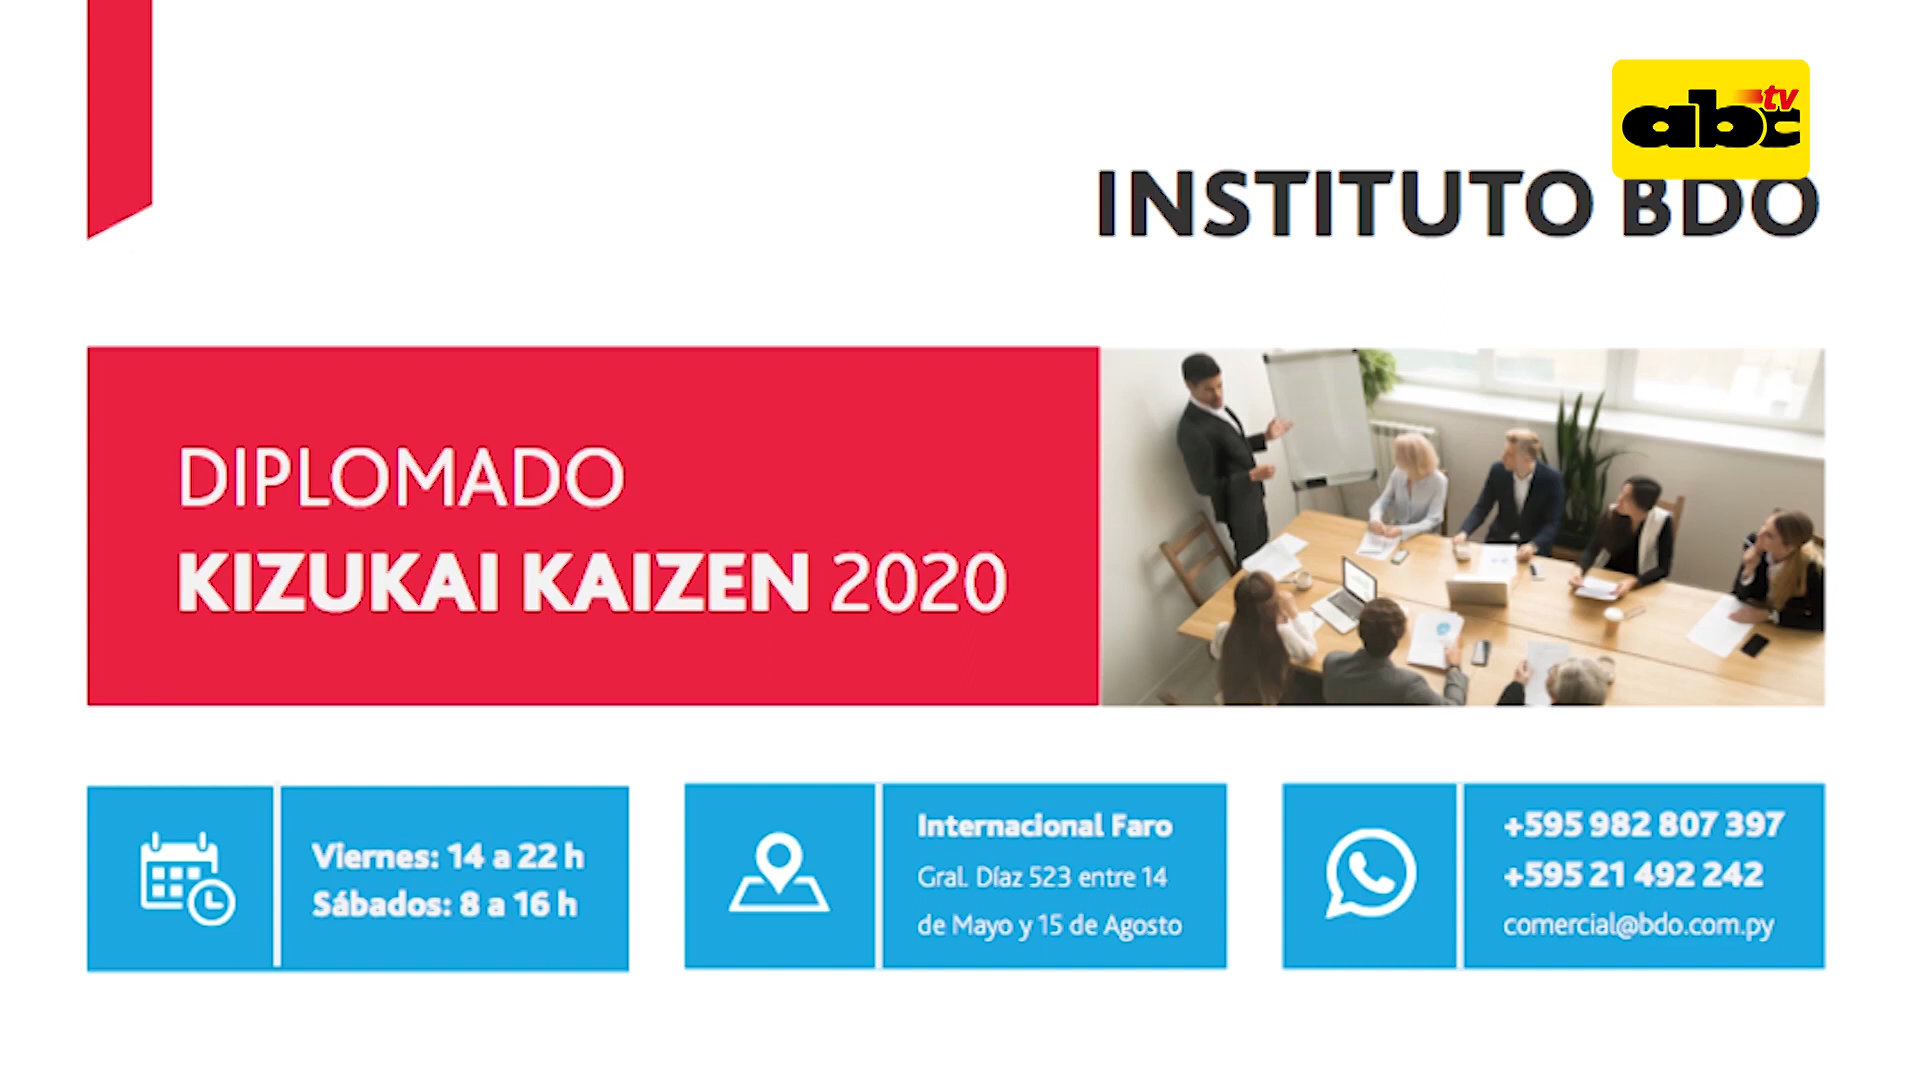 abc tv
INSTITUTO BDO
DIPLOMADO
KIZUKAI KAIZEN 2020
Viernes: 14 a 22 h
Sábados: 8 a 16 h
Internacional Faro
Gral. Díaz 523 entre 14
de Mayo y 15 de Agosto
+595 982 807 397
+595 21 492 242
comercial@bdo.com.py